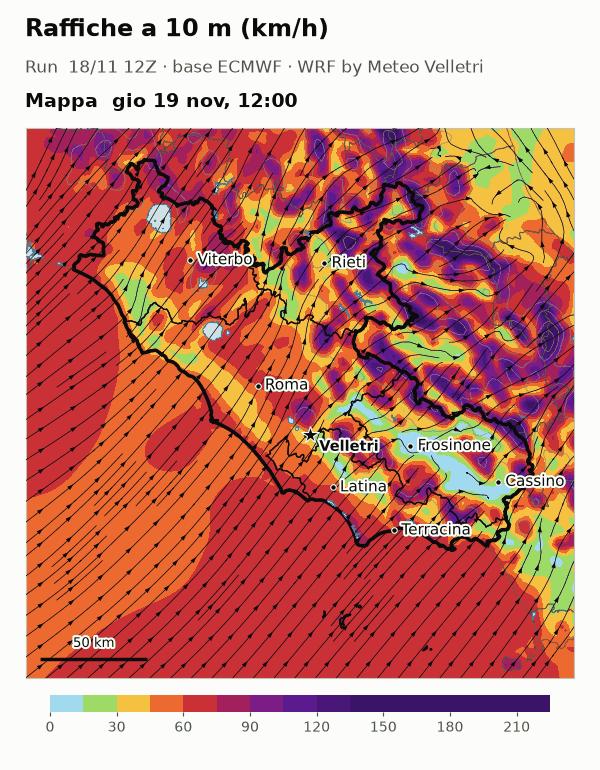 Raffiche a 10 m (km/h)
Run  18/11 12Z · base ECMWF · WRF by Meteo Velletri
Mappa  gio 19 nov, 12:00
Viterbo
Rieti
Roma
Velletri
Frosinone
Latina
Cassino
Terracina
50 km
0 30 60 90 120 150 180 210